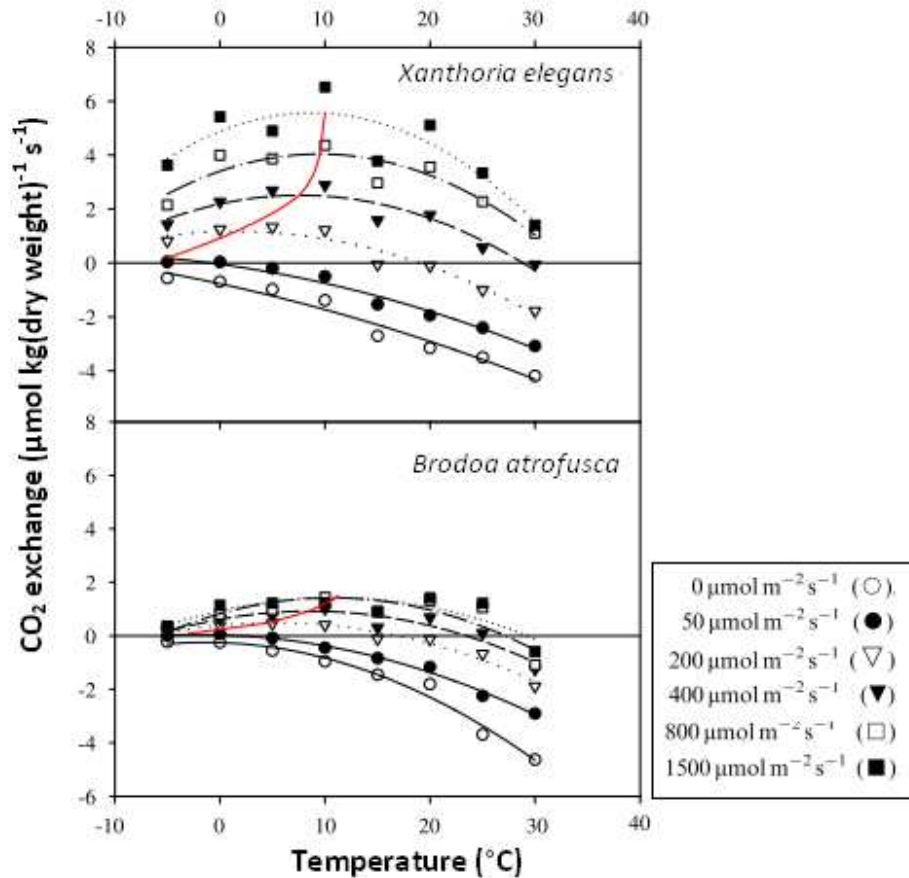 -10 0 10 20 30 40
8
6
4
2
0
-2
-4
8
6
4
2
0
-2
-4
-6
Xanthoria elegans
Brodoa atrofusca
CO₂ exchange (μmol kg(dry weight)⁻¹ s⁻¹)
-10 0 10 20 30 40
Temperature (°C)
0 μmol m⁻² s⁻¹ (○).
50 μmol m⁻² s⁻¹ (●)
200 μmol m⁻² s⁻¹ (▽)
400 μmol m⁻² s⁻¹ (▼)
800 μmol m⁻² s⁻¹ (□)
1500 μmol m⁻² s⁻¹ (■)